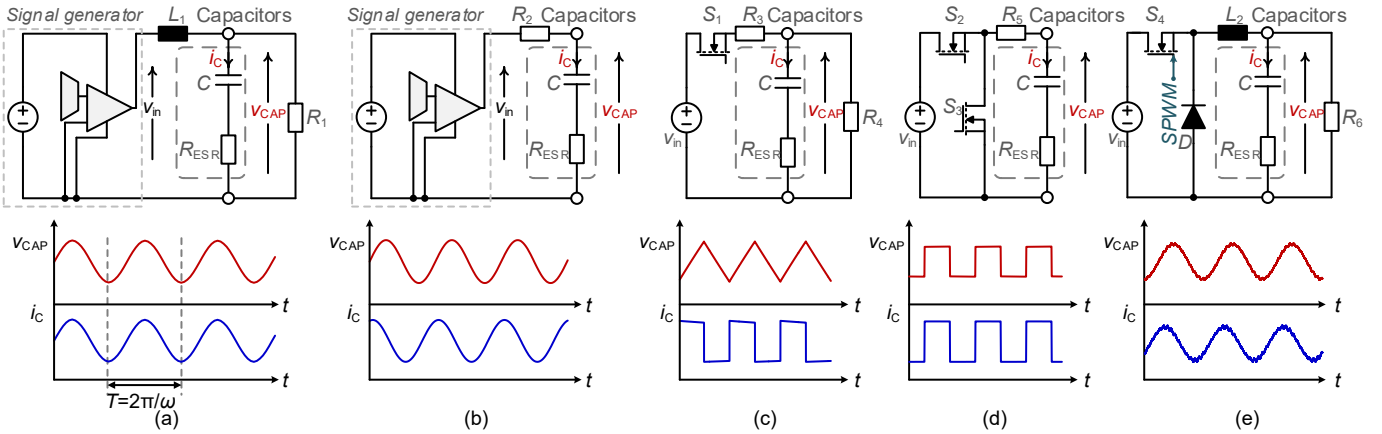 Signal generator L1 Capacitors
iC
C
vin
vCAP
R1
RESR
vCAP
iC
t
t
T=2π/ω
(a)
Signal generator R2 Capacitors
iC
C
vin
vCAP
RESR
vCAP
iC
t
t
(b)
S1 R3 Capacitors
iC
C
vin
vCAP
R4
RESR
vCAP
iC
t
t
(c)
S2 R5 Capacitors
iC
C
S3
vin
vCAP
RESR
vCAP
iC
t
t
(d)
S4 L2 Capacitors
iC
C
SPWM
D
vin
vCAP
R6
RESR
vCAP
iC
t
t
(e)